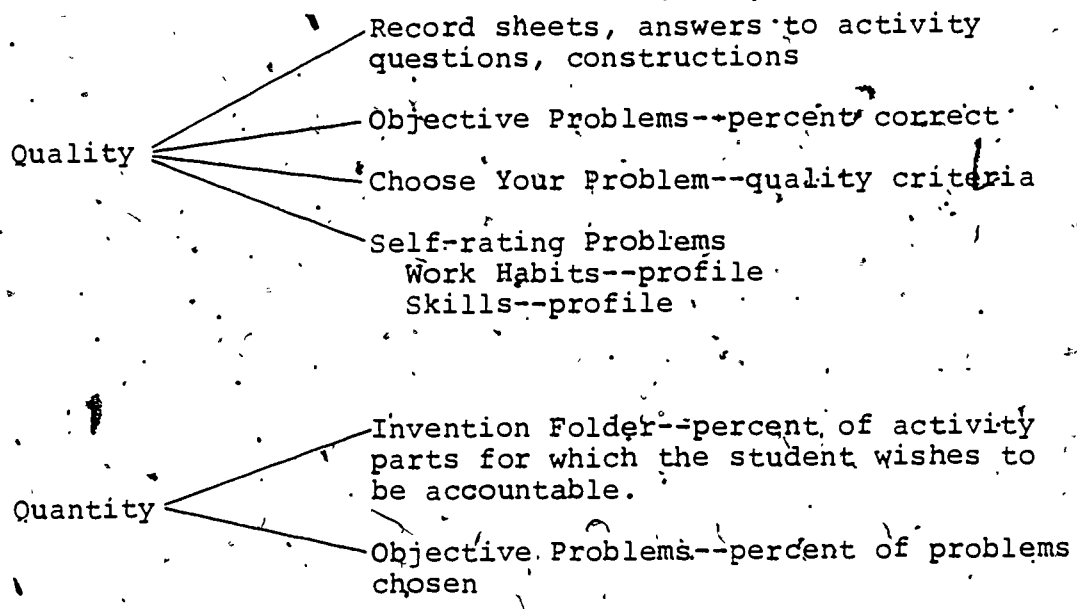 Record sheets, answers to activity
questions, constructions
Objective Problems--percent correct
Quality
Choose Your Problem--quality criteria
Self-rating Problems
Work Habits--profile
Skills--profile
Invention Folder--percent of activity
parts for which the student wishes to
be accountable.
Quantity
Objective Problems--percent of problems
chosen